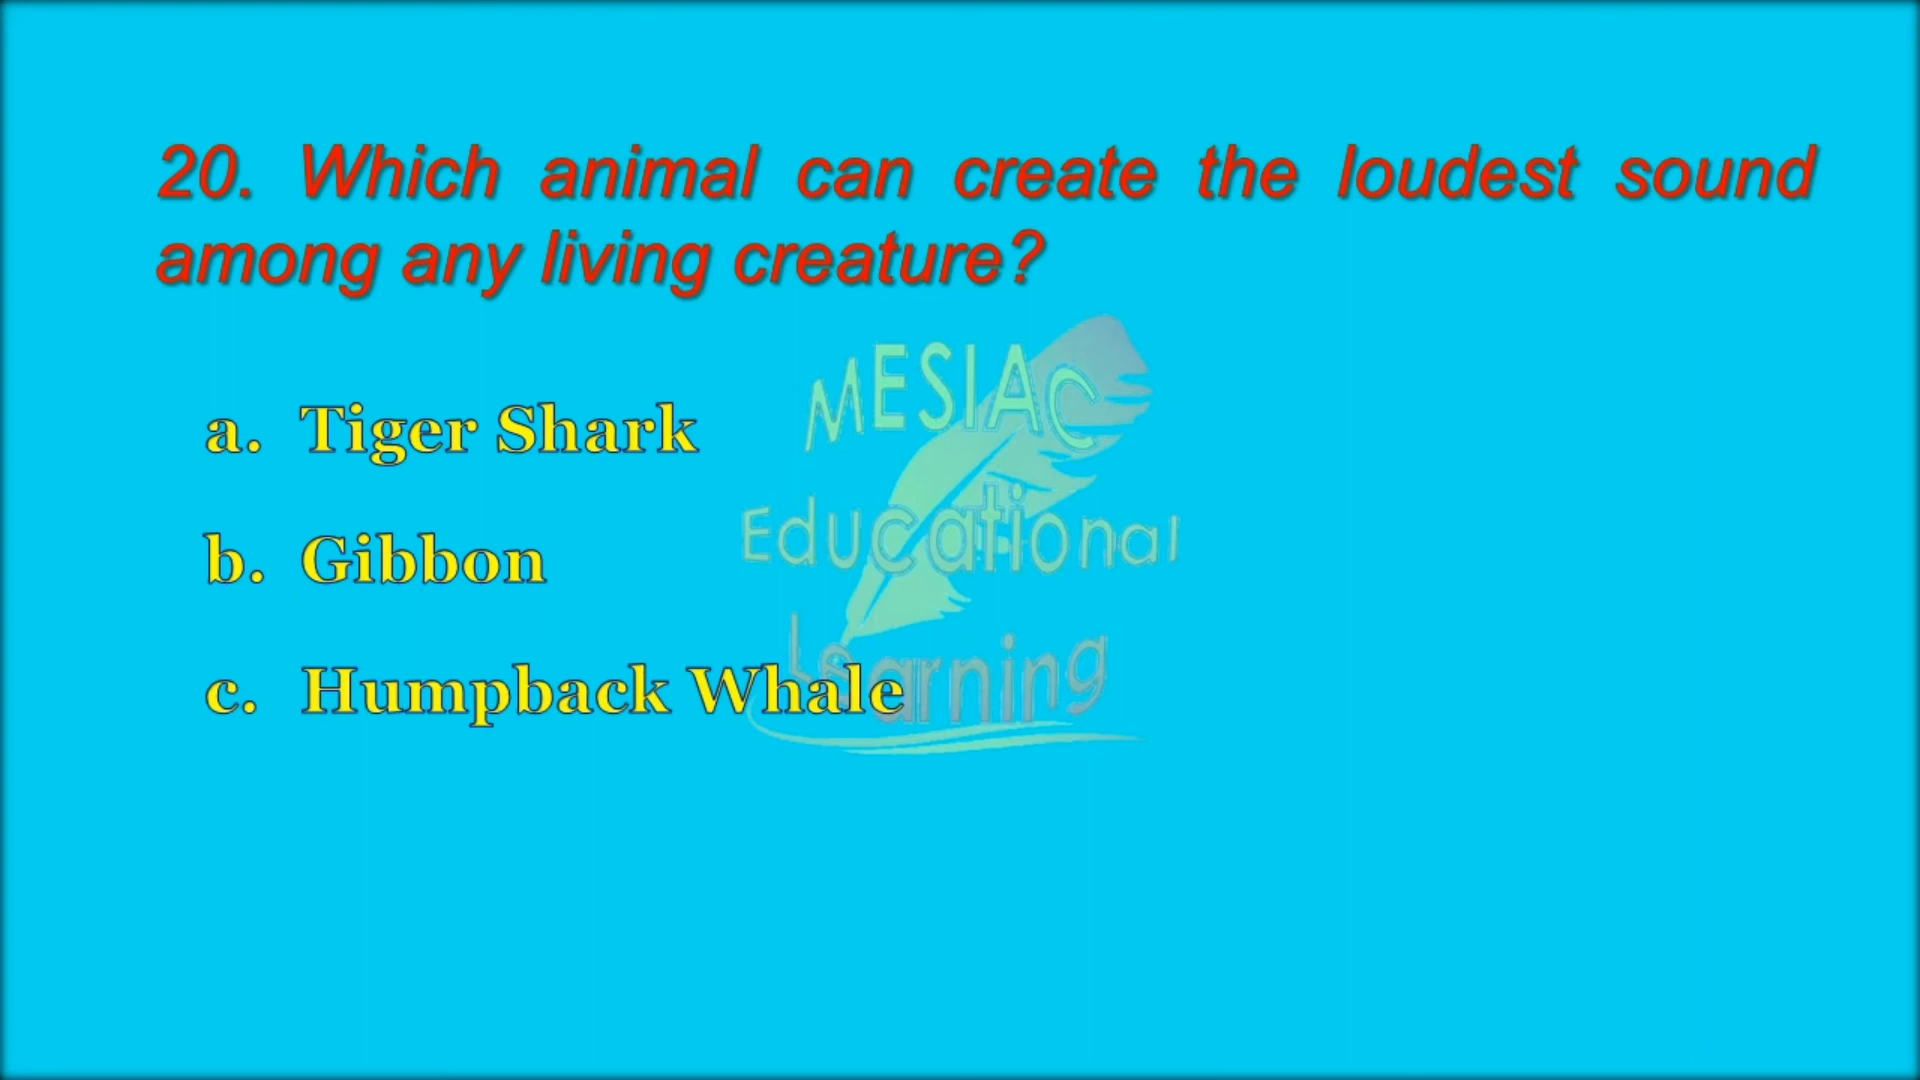 20. Which animal can create the loudest sound
among any living creature?
MESIAC
a. Tiger Shark
Educational
b. Gibbon
Learning
c. Humpback Whale